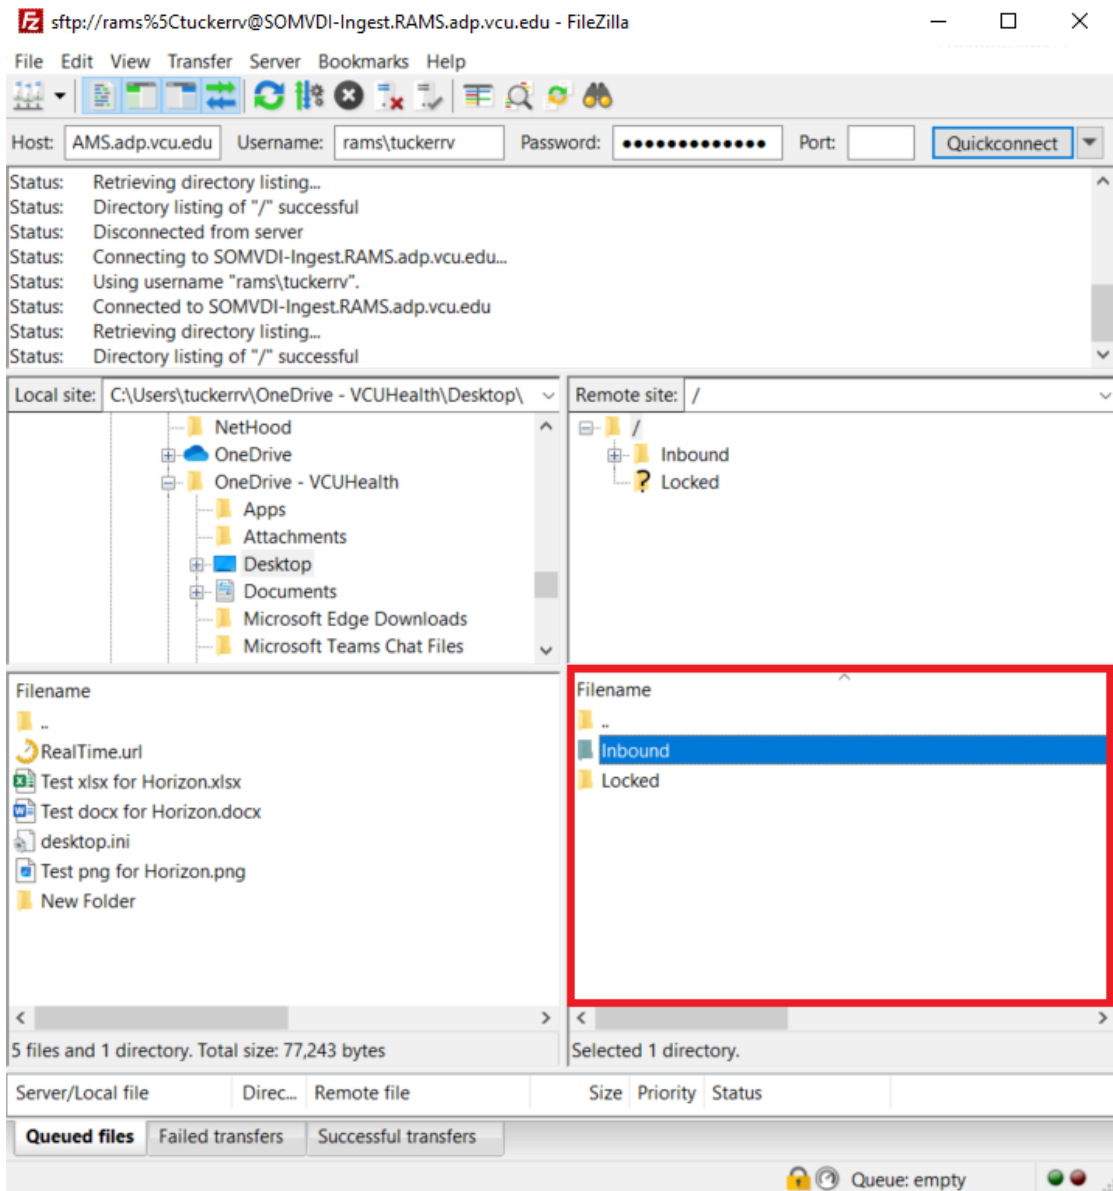 sftp://rams%5Ctuckerrv@SOMVDI-Ingest.RAMS.adp.vcu.edu - FileZilla
File Edit View Transfer Server Bookmarks Help
Host: AMS.adp.vcu.edu Username: rams\tuckerrv Password: ●●●●●●●●●●●●● Port: Quickconnect
Status: Retrieving directory listing...
Status: Directory listing of "/" successful
Status: Disconnected from server
Status: Connecting to SOMVDI-Ingest.RAMS.adp.vcu.edu...
Status: Using username "rams\tuckerrv".
Status: Connected to SOMVDI-Ingest.RAMS.adp.vcu.edu
Status: Retrieving directory listing...
Status: Directory listing of "/" successful
Local site: C:\Users\tuckerrv\OneDrive - VCUHealth\Desktop\
NetHood
OneDrive
OneDrive - VCUHealth
Apps
Attachments
Desktop
Documents
Microsoft Edge Downloads
Microsoft Teams Chat Files
Remote site: /
/
Inbound
? Locked
Filename
..
RealTime.url
Test xlsx for Horizon.xlsx
Test docx for Horizon.docx
desktop.ini
Test png for Horizon.png
New Folder
5 files and 1 directory. Total size: 77,243 bytes
Filename
..
Inbound
Locked
Selected 1 directory.
Server/Local file Direc... Remote file Size Priority Status
Queued files Failed transfers Successful transfers
Queue: empty